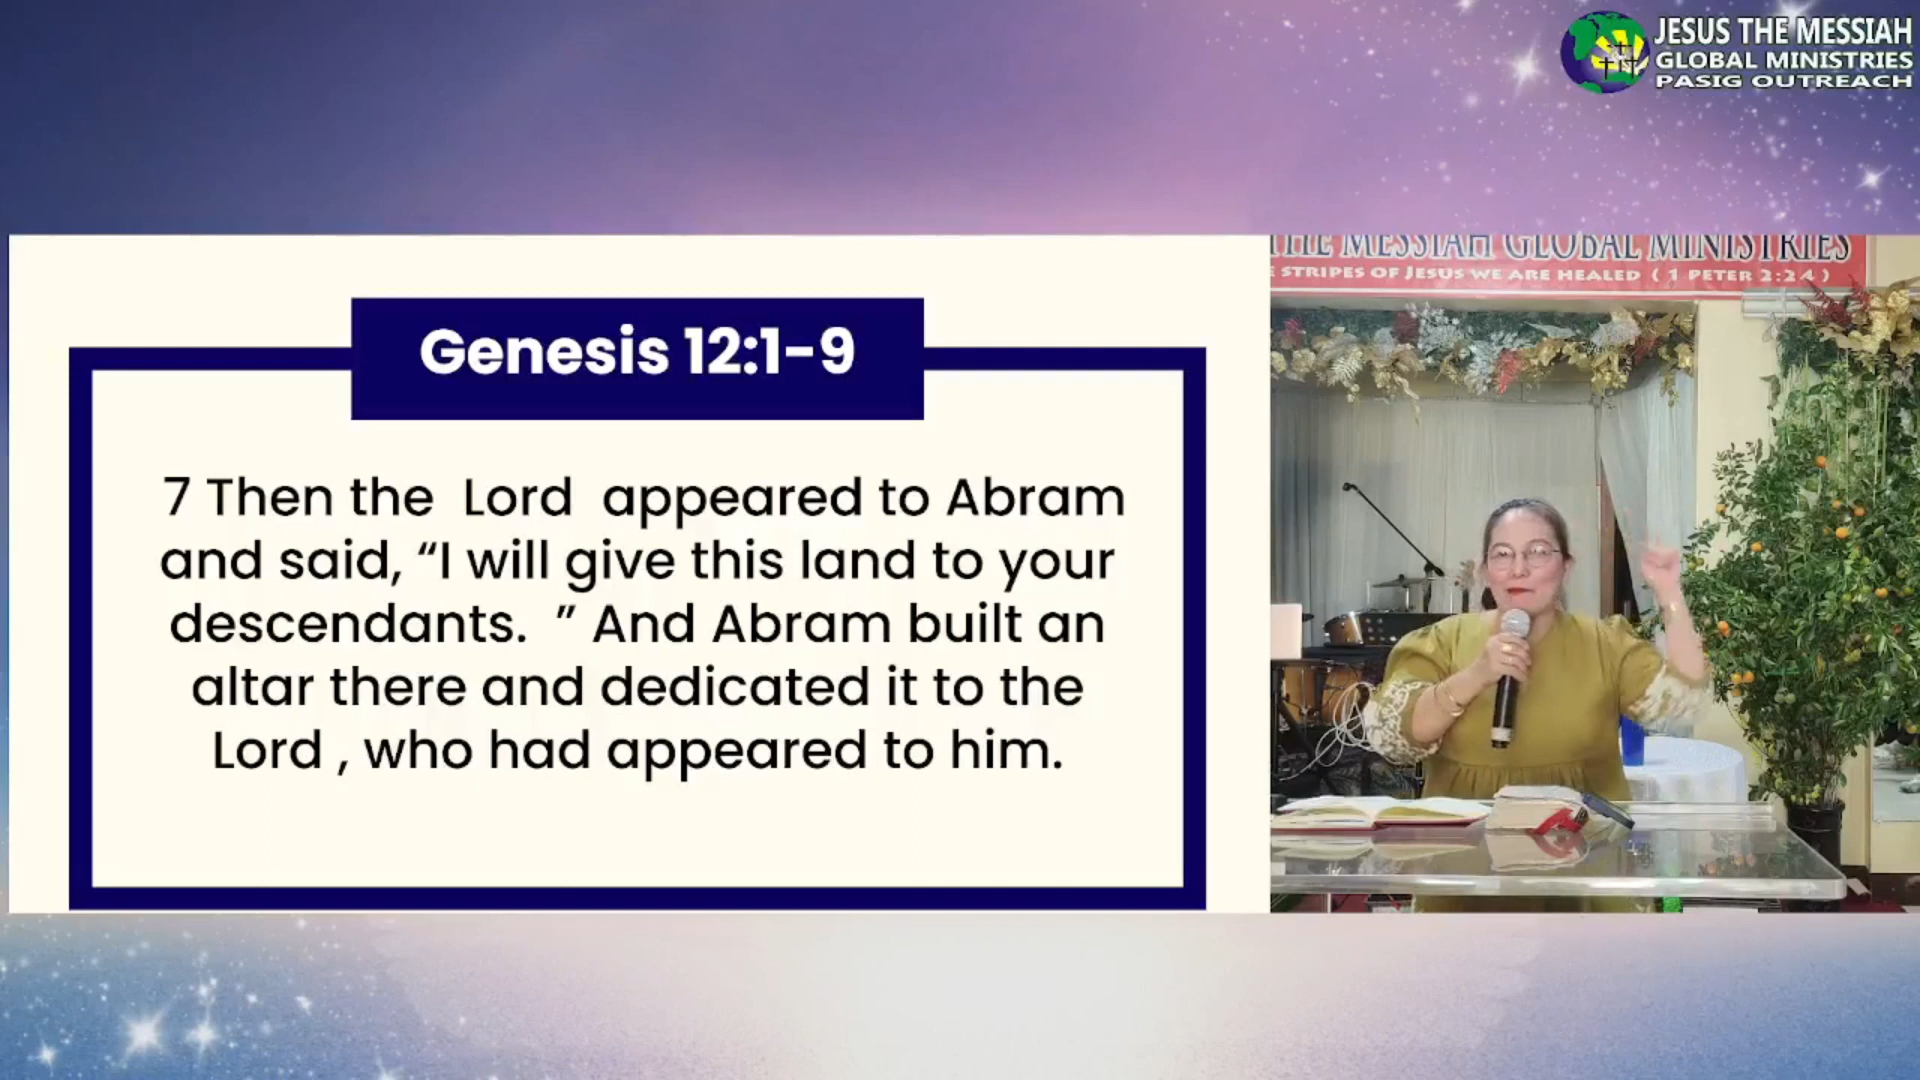 JESUS THE MESSIAH
GLOBAL MINISTRIES
PASIG OUTREACH
THE MESSIAH GLOBAL MINISTRIES
STRIPES OF JESUS WE ARE HEALED ( 1 PETER 2:24 )
Genesis 12:1-9
7 Then the Lord appeared to Abram
and said, “I will give this land to your
descendants. ” And Abram built an
altar there and dedicated it to the
Lord , who had appeared to him.